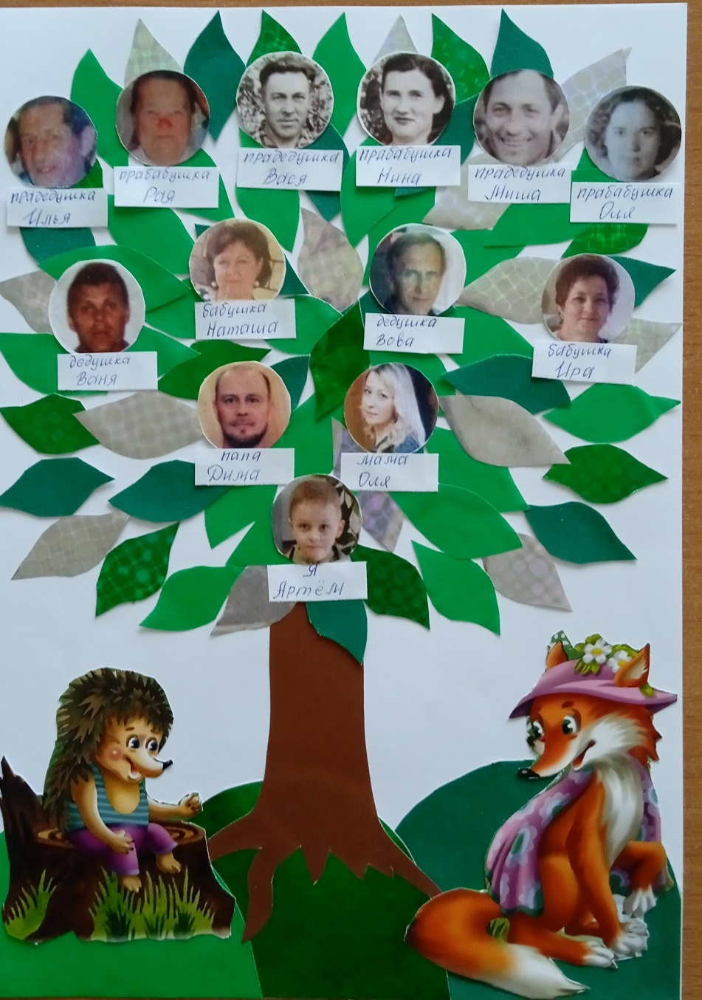 прадедушка
Илья
прабабушка
Рая
прадедушка
Вася
прабабушка
Нина
прадедушка
Миша
прабабушка
Оля
дедушка
Ваня
бабушка
Наташа
дедушка
Вова
бабушка
Ира
папа
Дима
мама
Оля
Я
Артём